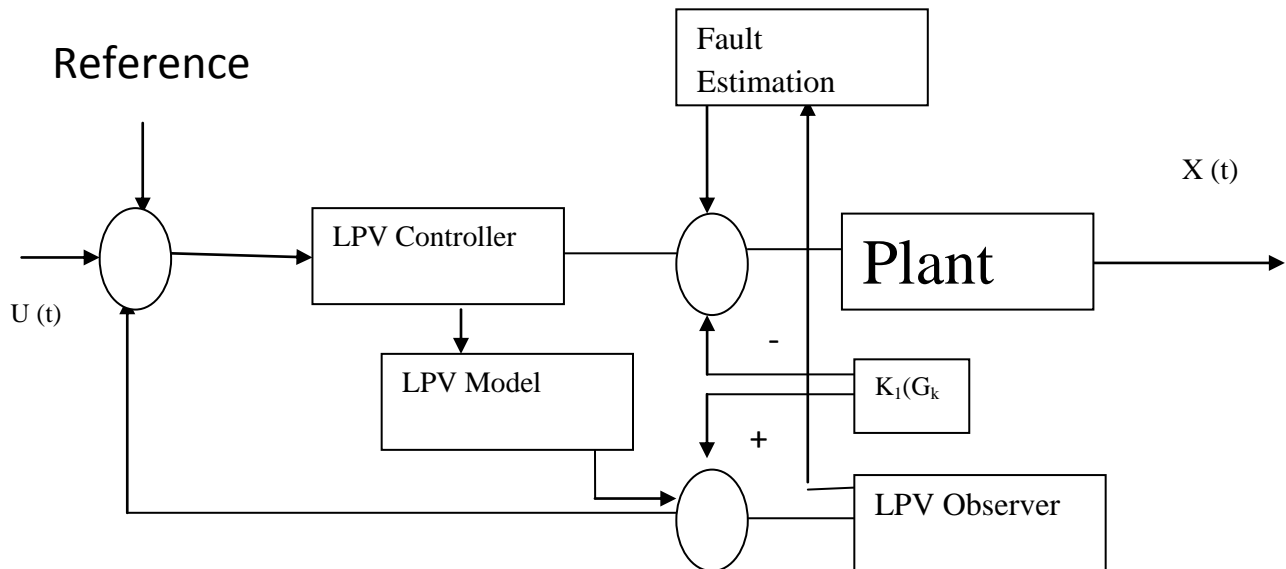 Fault
Estimation
Reference
X (t)
LPV Controller
Plant
U (t)
-
LPV Model
K₁(Gₖ
+
LPV Observer